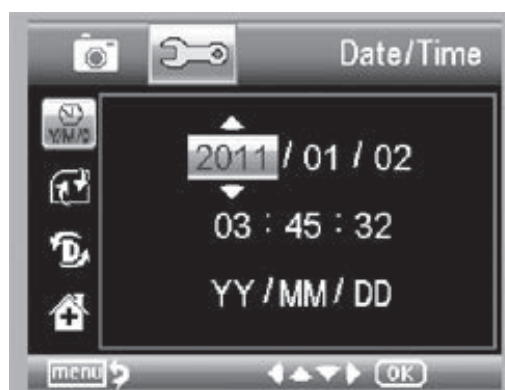 Date/Time
Y/M/D
2011 / 01 / 02
03 : 45 : 32
YY / MM / DD
menu OK